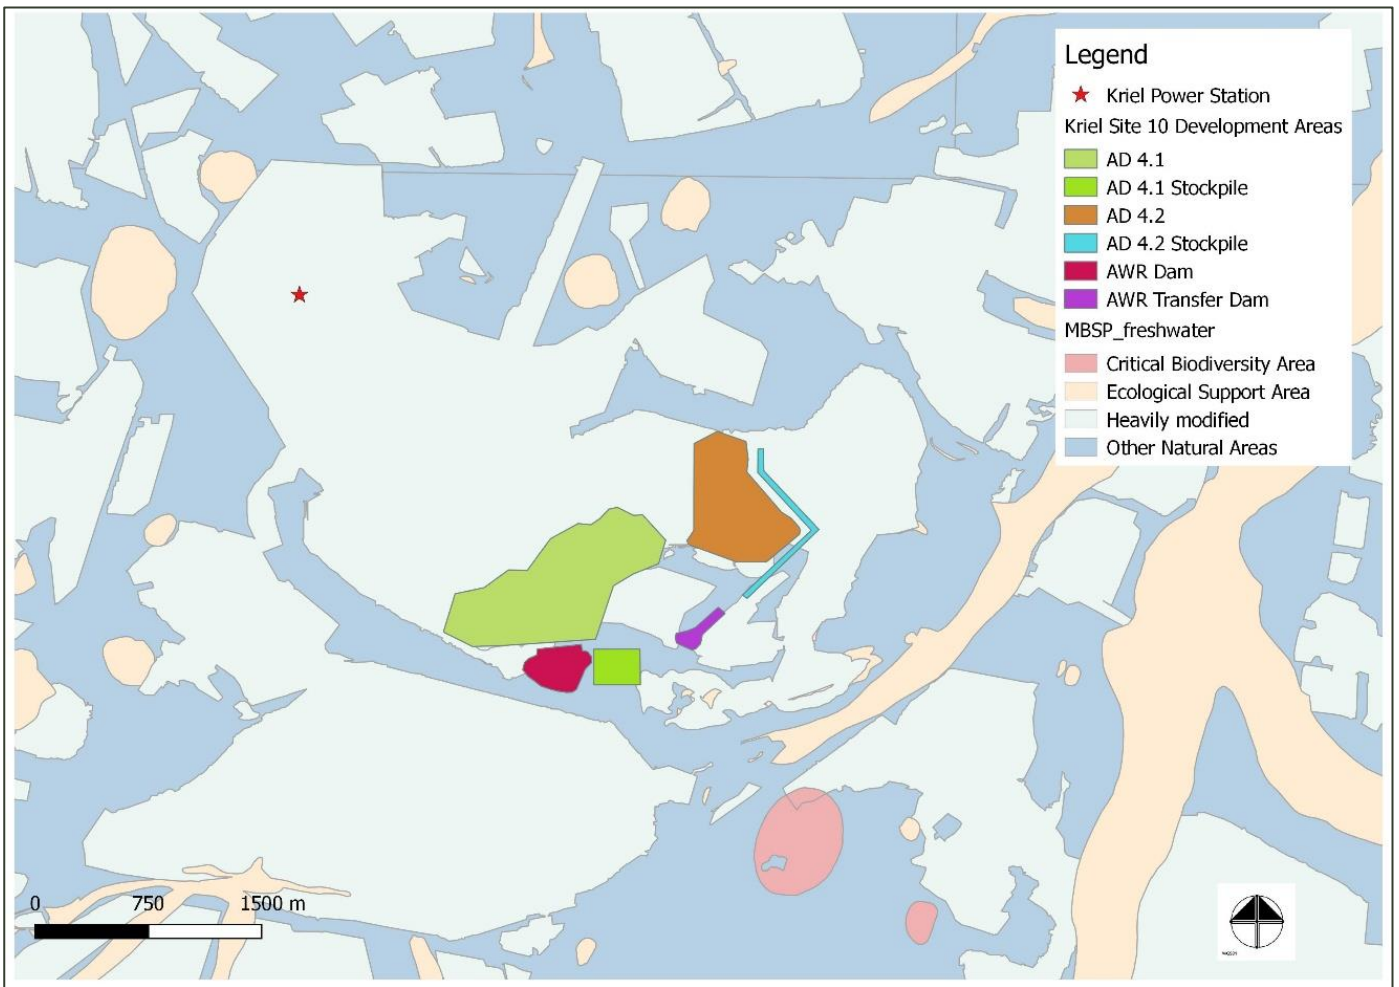 Legend
Kriel Power Station
Kriel Site 10 Development Areas
AD 4.1
AD 4.1 Stockpile
AD 4.2
AD 4.2 Stockpile
AWR Dam
AWR Transfer Dam
MBSP_freshwater
Critical Biodiversity Area
Ecological Support Area
Heavily modified
Other Natural Areas
0 750 1500 m